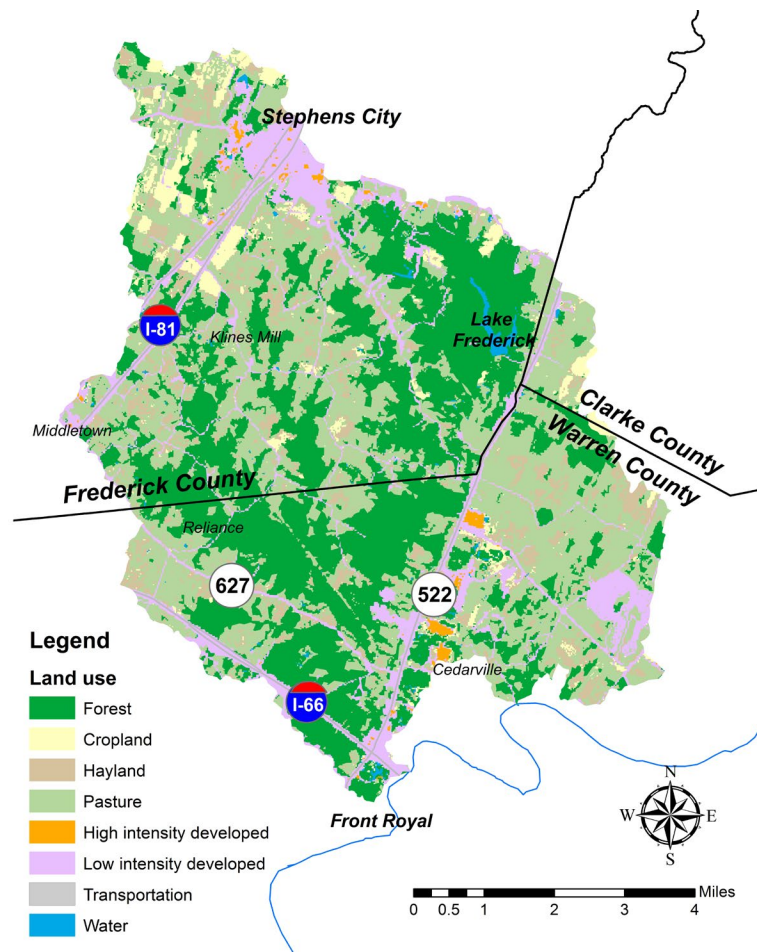 Stephens City
I-81
Klines Mill
Lake
Frederick
Middletown
Clarke County
Warren County
Frederick County
Reliance
627
522
Cedarville
I-66
Front Royal
Legend
Land use
Forest
Cropland
Hayland
Pasture
High intensity developed
Low intensity developed
Transportation
Water
N
W
E
S
Miles
0 0.5 1 2 3 4